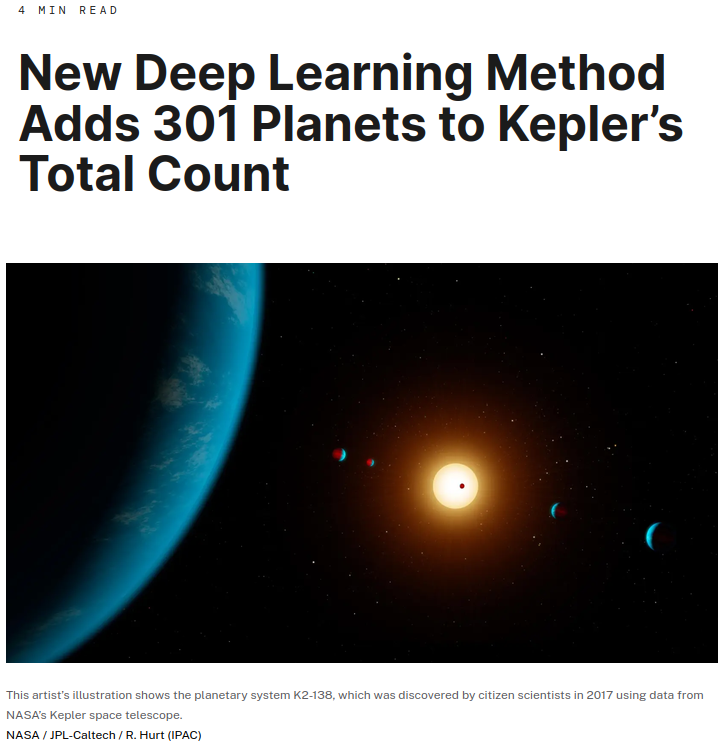 4 MIN READ
New Deep Learning Method
Adds 301 Planets to Kepler’s
Total Count
This artist’s illustration shows the planetary system K2-138, which was discovered by citizen scientists in 2017 using data from
NASA’s Kepler space telescope.
NASA / JPL-Caltech / R. Hurt (IPAC)